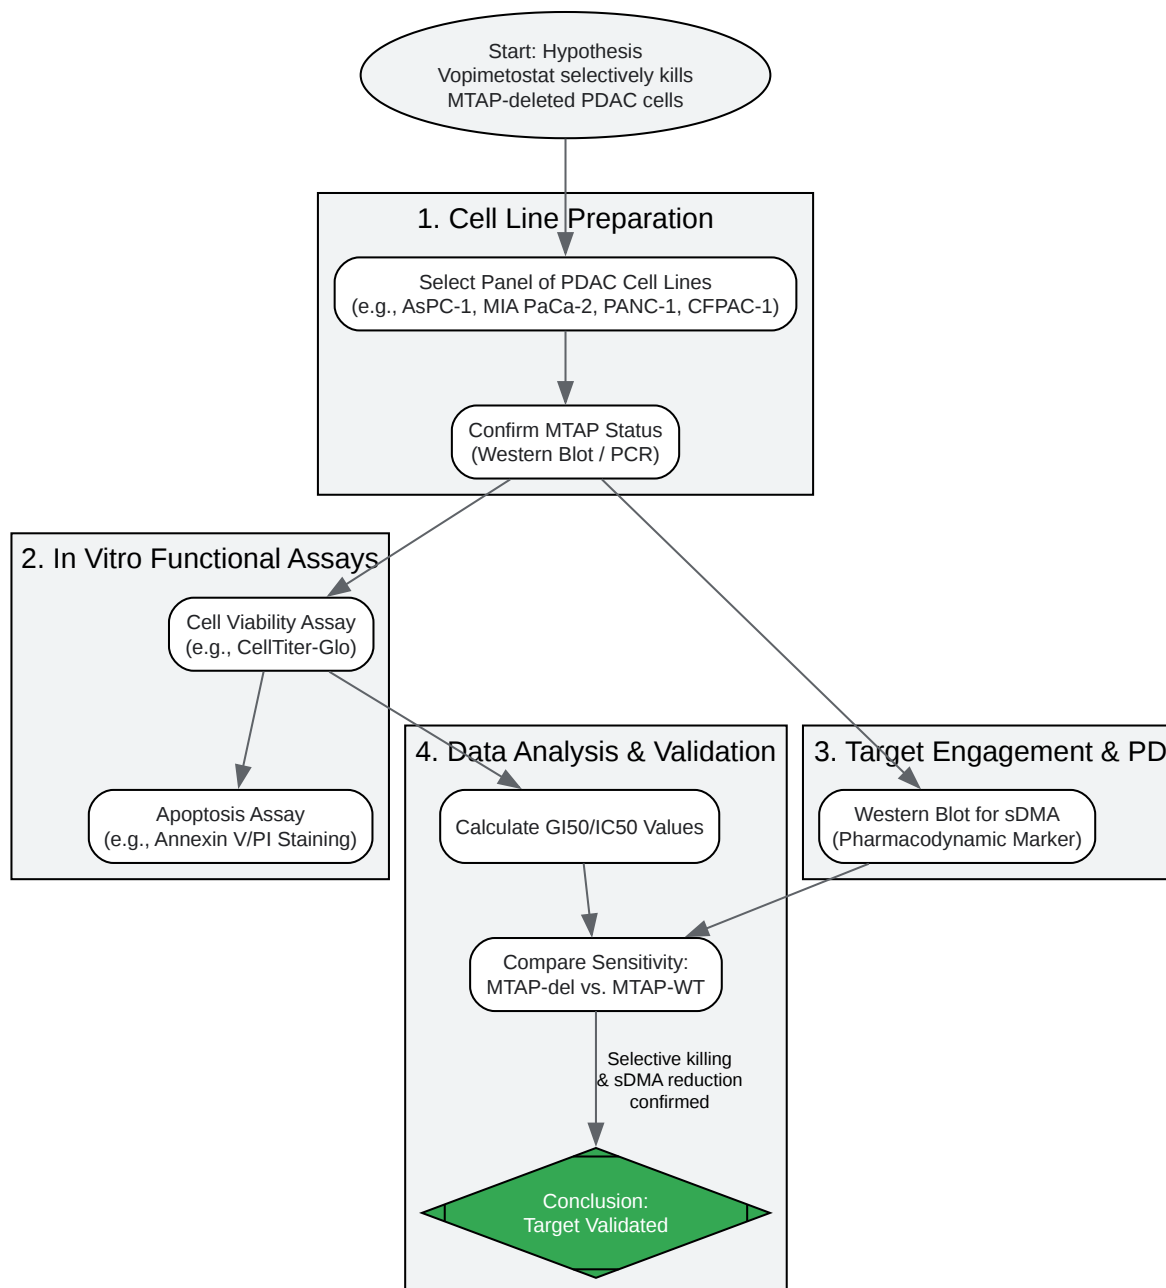 Start: Hypothesis
Vopimetostat selectively kills
MTAP-deleted PDAC cells
1. Cell Line Preparation
Select Panel of PDAC Cell Lines
(e.g., AsPC-1, MIA PaCa-2, PANC-1, CFPAC-1)
Confirm MTAP Status
(Western Blot / PCR)
2. In Vitro Functional Assays
Cell Viability Assay
(e.g., CellTiter-Glo)
Apoptosis Assay
(e.g., Annexin V/PI Staining)
4. Data Analysis & Validation
Calculate GI50/IC50 Values
Compare Sensitivity:
MTAP-del vs. MTAP-WT
Selective killing
& sDMA reduction
confirmed
Conclusion:
Target Validated
3. Target Engagement & PD
Western Blot for sDMA
(Pharmacodynamic Marker)